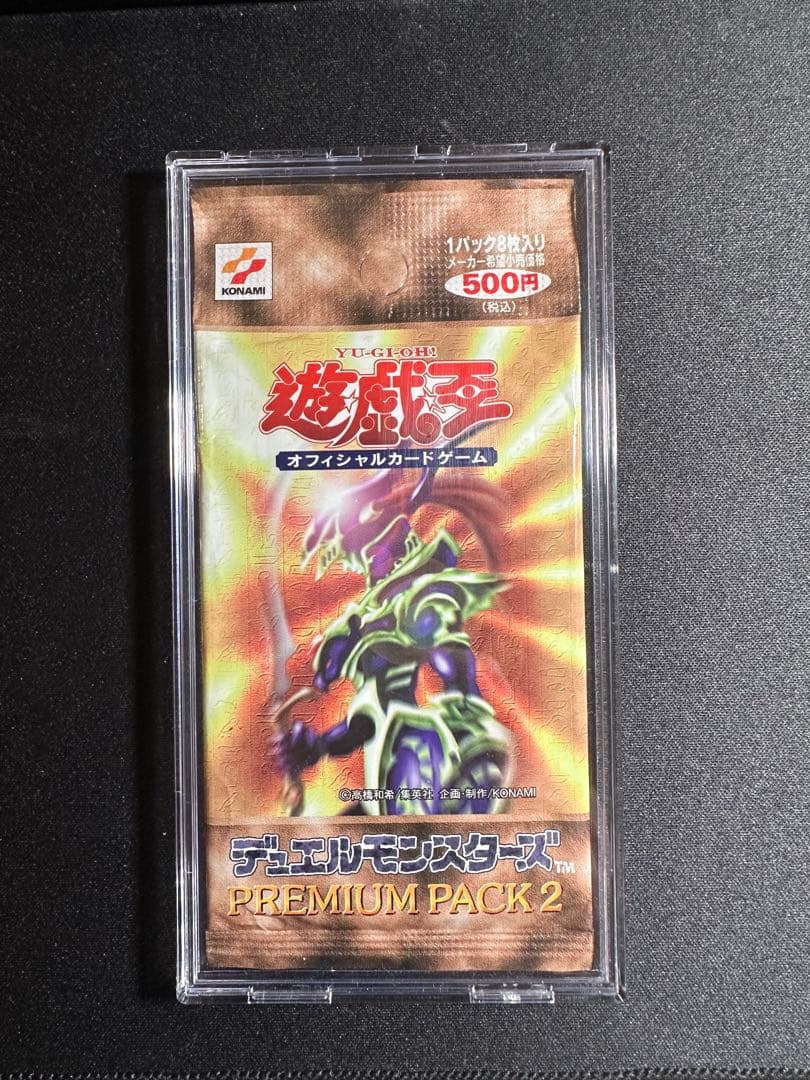 KONAMI
1パック8枚入り
メーカー希望小売価格
500円
(税込)
YU-GI-OH!
遊戯王
オフィシャルカードゲーム
©高橋和希/集英社 企画・制作/KONAMI
デュエルモンスターズ™
PREMIUM PACK 2